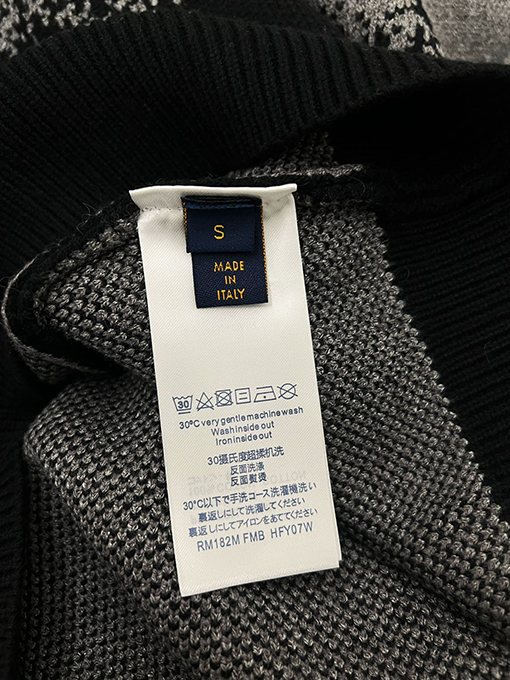 S
MADE
IN
ITALY
30
30°C very gentle machine wash
Wash inside out
Iron inside out
30摄氏度超揉机洗
反面洗涤
反面熨烫
30°C以下で手洗コース洗濯機洗い
裏返しにして洗濯してください
裏返しにしてアイロンをあててください
RM182M FMB HFY07W